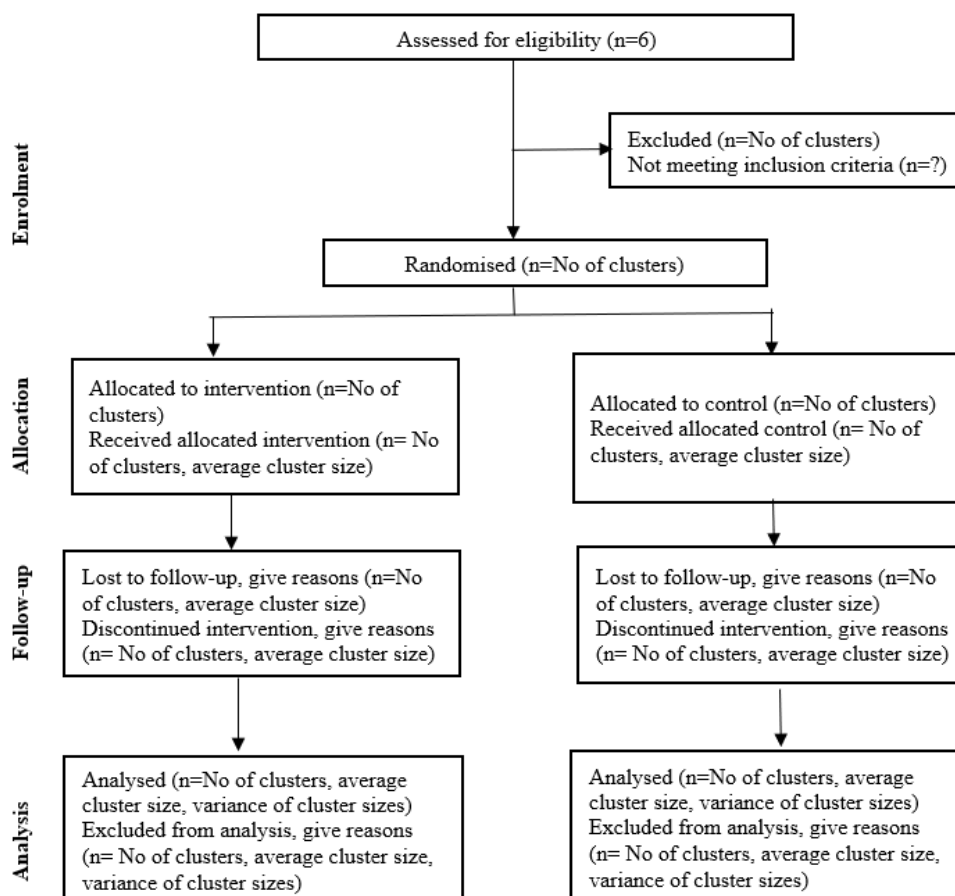 Assessed for eligibility (n=6)
Enrolment
Excluded (n=No of clusters)
Not meeting inclusion criteria (n=?)
Randomised (n=No of clusters)
Allocation
Allocated to intervention (n=No of
clusters)
Received allocated intervention (n= No
of clusters, average cluster size)
Allocated to control (n=No of clusters)
Received allocated control (n= No of
clusters, average cluster size)
Follow-up
Lost to follow-up, give reasons (n=No
of clusters, average cluster size)
Discontinued intervention, give reasons
(n= No of clusters, average cluster size)
Lost to follow-up, give reasons (n=No
of clusters, average cluster size)
Discontinued intervention, give reasons
(n= No of clusters, average cluster size)
Analysis
Analysed (n=No of clusters, average
cluster size, variance of cluster sizes)
Excluded from analysis, give reasons
(n= No of clusters, average cluster size,
variance of cluster sizes)
Analysed (n=No of clusters, average
cluster size, variance of cluster sizes)
Excluded from analysis, give reasons
(n= No of clusters, average cluster size,
variance of cluster sizes)